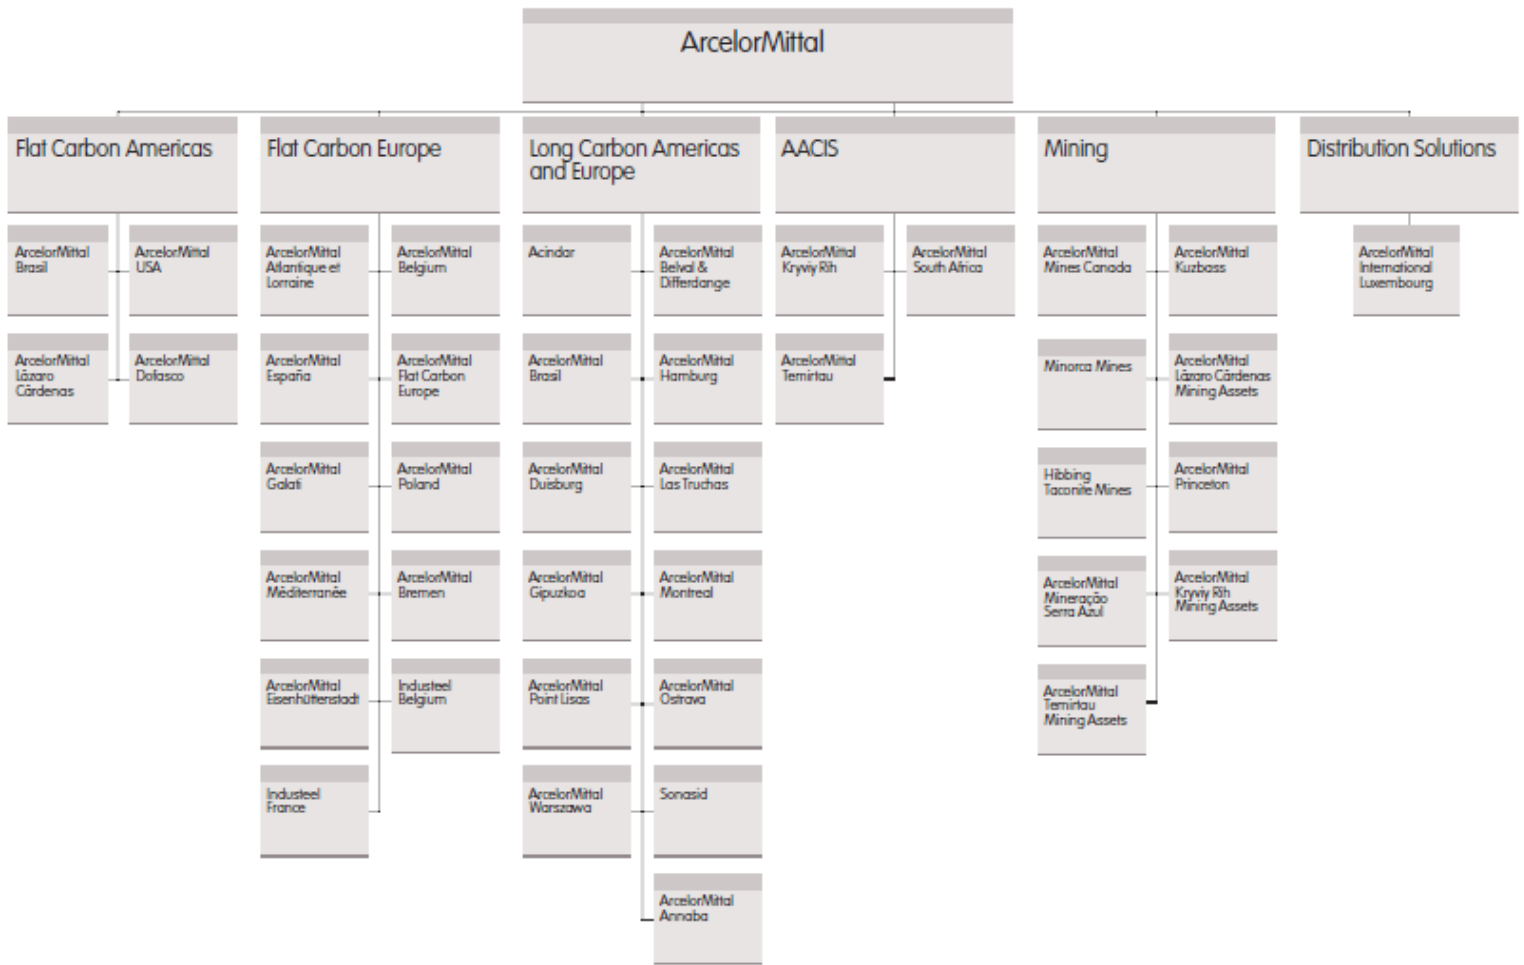 ArcelorMittal
Flat Carbon Americas
ArcelorMittal
Brasil
ArcelorMittal
USA
ArcelorMittal
Lázaro
Cárdenas
ArcelorMittal
Dofasco
Flat Carbon Europe
ArcelorMittal
Atlantique et
Lorraine
ArcelorMittal
Belgium
ArcelorMittal
España
ArcelorMittal
Flat Carbon
Europe
ArcelorMittal
Galati
ArcelorMittal
Poland
ArcelorMittal
Méditerranée
ArcelorMittal
Bremen
ArcelorMittal
Eisenhüttenstadt
Industeel
Belgium
Industeel
France
Long Carbon Americas
and Europe
Acindar
ArcelorMittal
Belval &
Differdange
ArcelorMittal
Brasil
ArcelorMittal
Hamburg
ArcelorMittal
Duisburg
ArcelorMittal
Las Truchas
ArcelorMittal
Gipuzkoa
ArcelorMittal
Montreal
ArcelorMittal
Point Lisas
ArcelorMittal
Ostrava
ArcelorMittal
Warszawa
Sonasid
ArcelorMittal
Annaba
AACIS
ArcelorMittal
Kryviy Rih
ArcelorMittal
South Africa
ArcelorMittal
Temirtau
Mining
ArcelorMittal
Mines Canada
ArcelorMittal
Kuzbass
Minorca Mines
ArcelorMittal
Lázaro Cárdenas
Mining Assets
Hibbing
Taconite Mines
ArcelorMittal
Princeton
ArcelorMittal
Mineração
Serra Azul
ArcelorMittal
Kryviy Rih
Mining Assets
ArcelorMittal
Temirtau
Mining Assets
Distribution Solutions
ArcelorMittal
International
Luxembourg